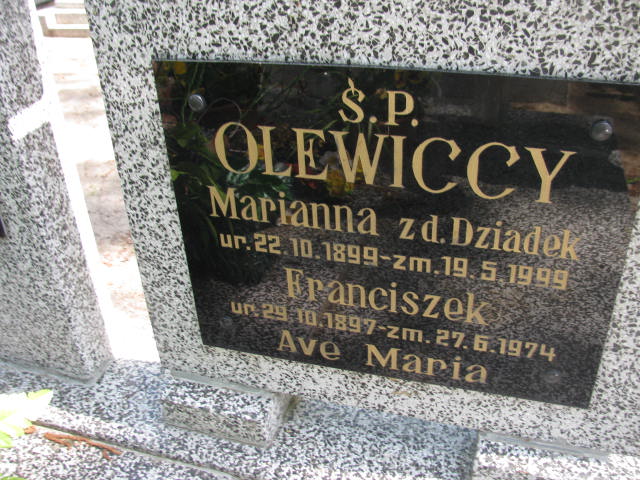 Ś.P.
OLEWICCY
Marianna z d. Dziadek
ur. 22.10.1899-zm.19.5.1999
Franciszek
ur. 29.10.1897-zm. 27.6.1974
Ave Maria